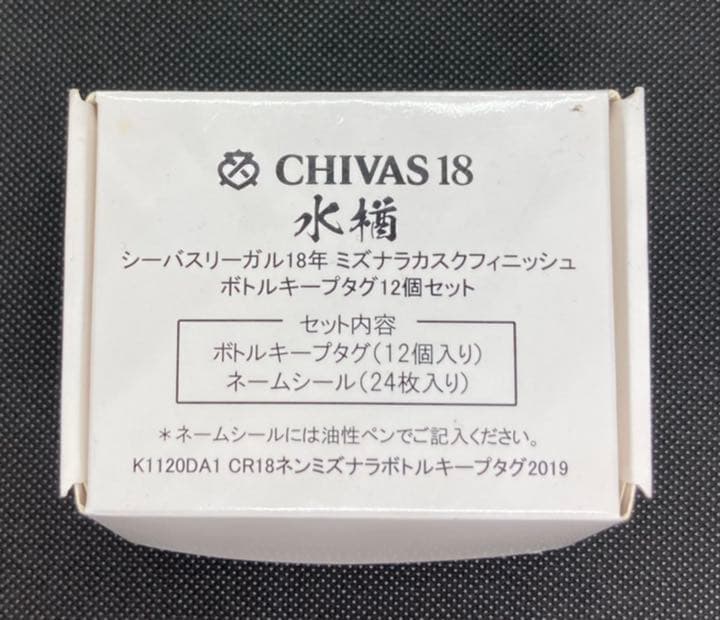 CHIVAS 18
水楢
シーバスリーガル18年 ミズナラカスクフィニッシュ
ボトルキープタグ12個セット
セット内容
ボトルキープタグ(12個入り)
ネームシール(24枚入り)
＊ネームシールには油性ペンでご記入ください。
K1120DA1 CR18ネンミズナラボトルキープタグ2019